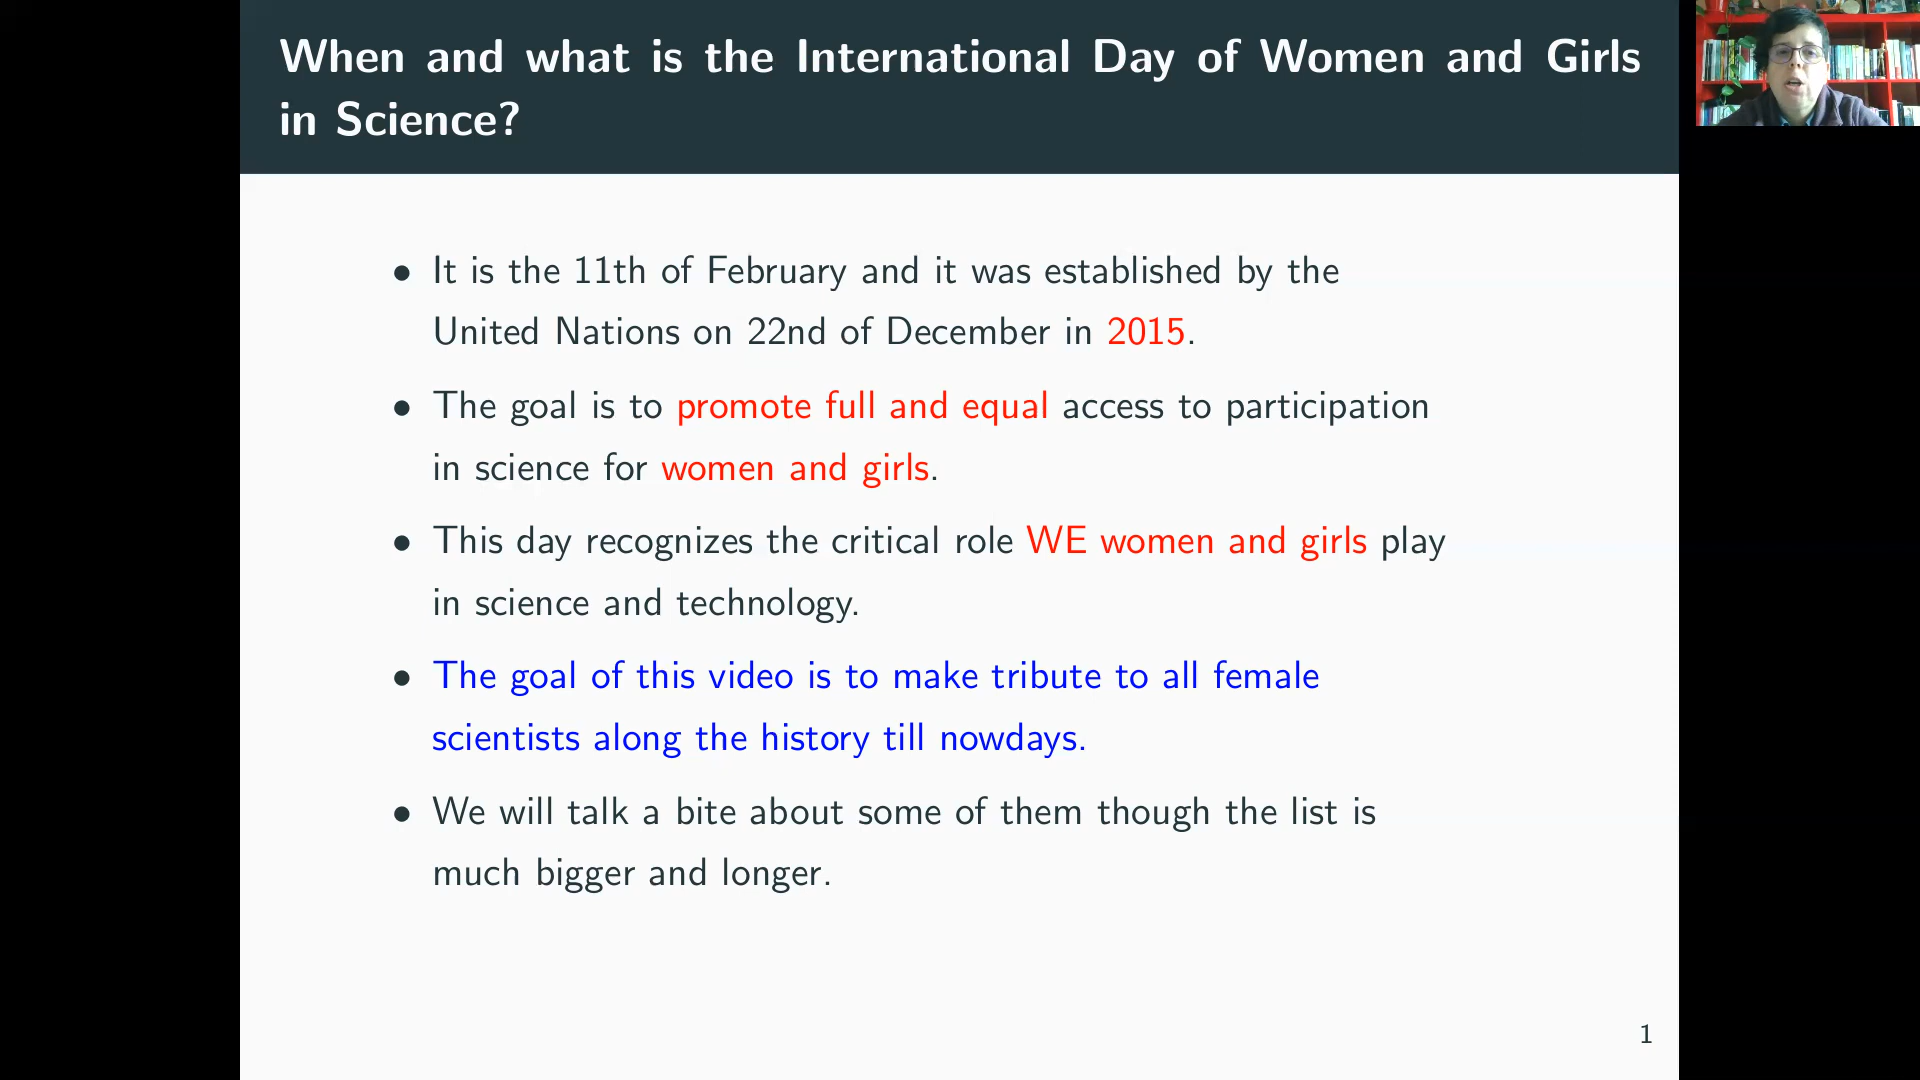 When and what is the International Day of Women and Girls
in Science?
• It is the 11th of February and it was established by the
United Nations on 22nd of December in 2015.
• The goal is to promote full and equal access to participation
in science for women and girls.
• This day recognizes the critical role WE women and girls play
in science and technology.
• The goal of this video is to make tribute to all female
scientists along the history till nowdays.
• We will talk a bite about some of them though the list is
much bigger and longer.
1